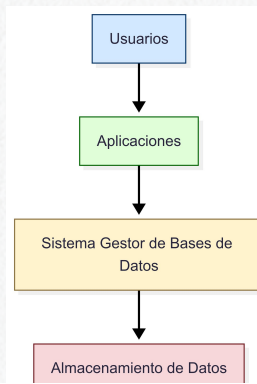 Usuarios
Aplicaciones
Sistema Gestor de Bases de
Datos
Almacenamiento de Datos